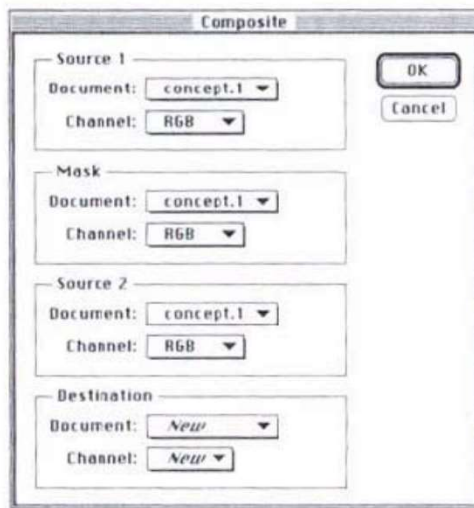 Composite
Source 1
Document: concept.1
Channel: RGB
OK
Cancel
Mask
Document: concept.1
Channel: RGB
Source 2
Document: concept.1
Channel: RGB
Destination
Document: New
Channel: New